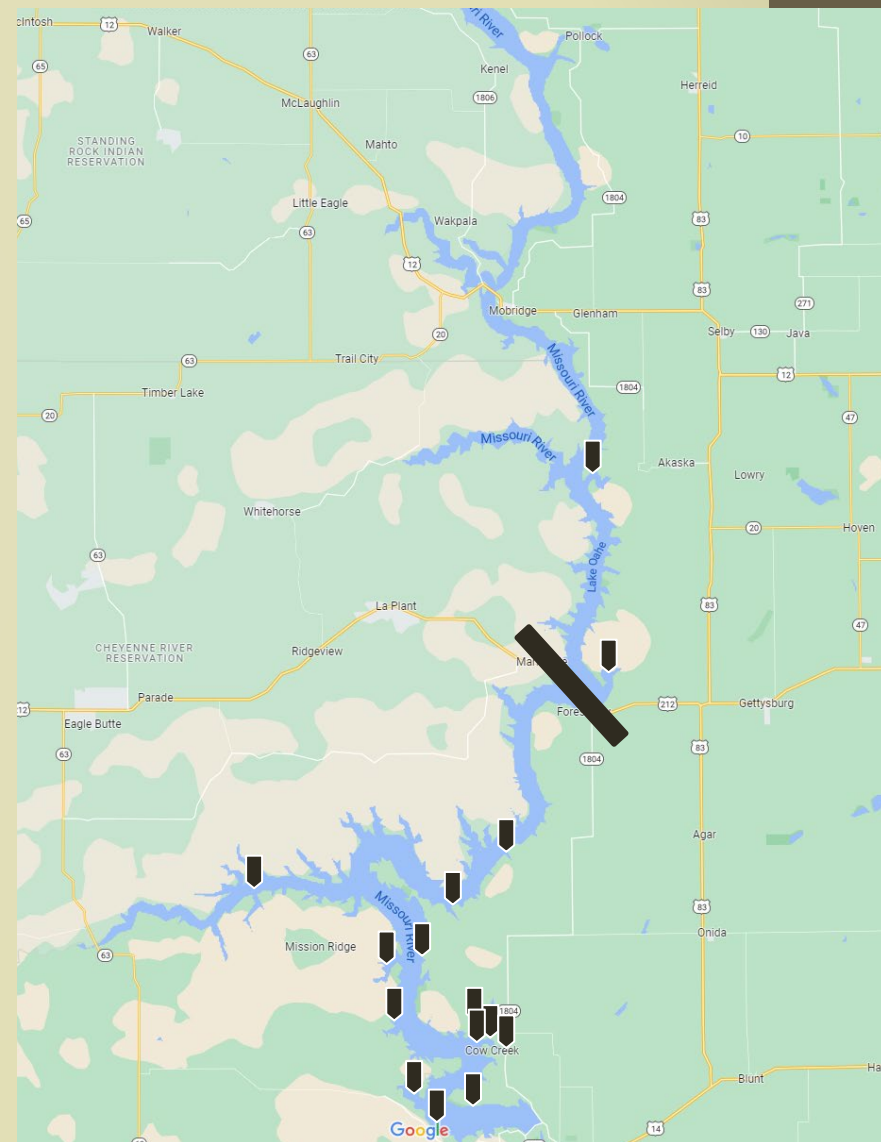 cIntosh
12
Walker
ri River
Pollock
63
65
Kenel
Herreid
1806
McLaughlin
10
STANDING
ROCK INDIAN
RESERVATION
Mahto
Little Eagle
1804
65
63
Wakpala
83
12
83
271
Mobridge
Glenham
20
Selby
130
Java
63
Trail City
Missouri River
12
Timber Lake
1804
20
47
Missouri River
Akaska
Lowry
Whitehorse
20
Hoven
63
Lake Oahe
La Plant
83
47
CHEYENNE RIVER
RESERVATION
Ridgeview
Parade
212
Gettysburg
12
Eagle Butte
63
83
1804
Agar
Missouri River
83
Onida
Mission Ridge
63
1804
Cow Creek
Blunt
Ha
Google
14